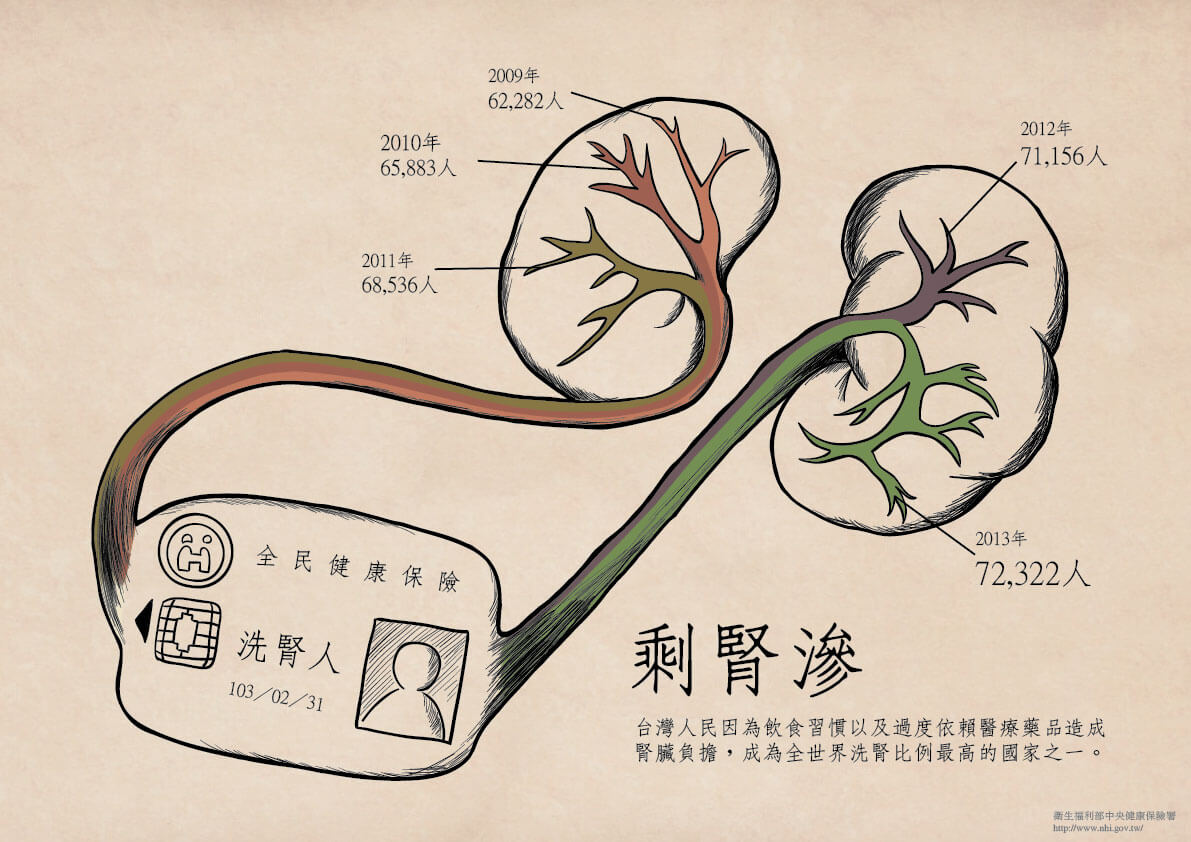 2009年
62,282人
2010年
65,883人
2011年
68,536人
2012年
71,156人
2013年
72,322人
全民健康保險
洗腎人
103/02/31
剩腎滲
台灣人民因為飲食習慣以及過度依賴醫療藥品造成
腎臟負擔，成為全世界洗腎比例最高的國家之一。
衛生福利部中央健康保險署
http://www.nhi.gov.tw/